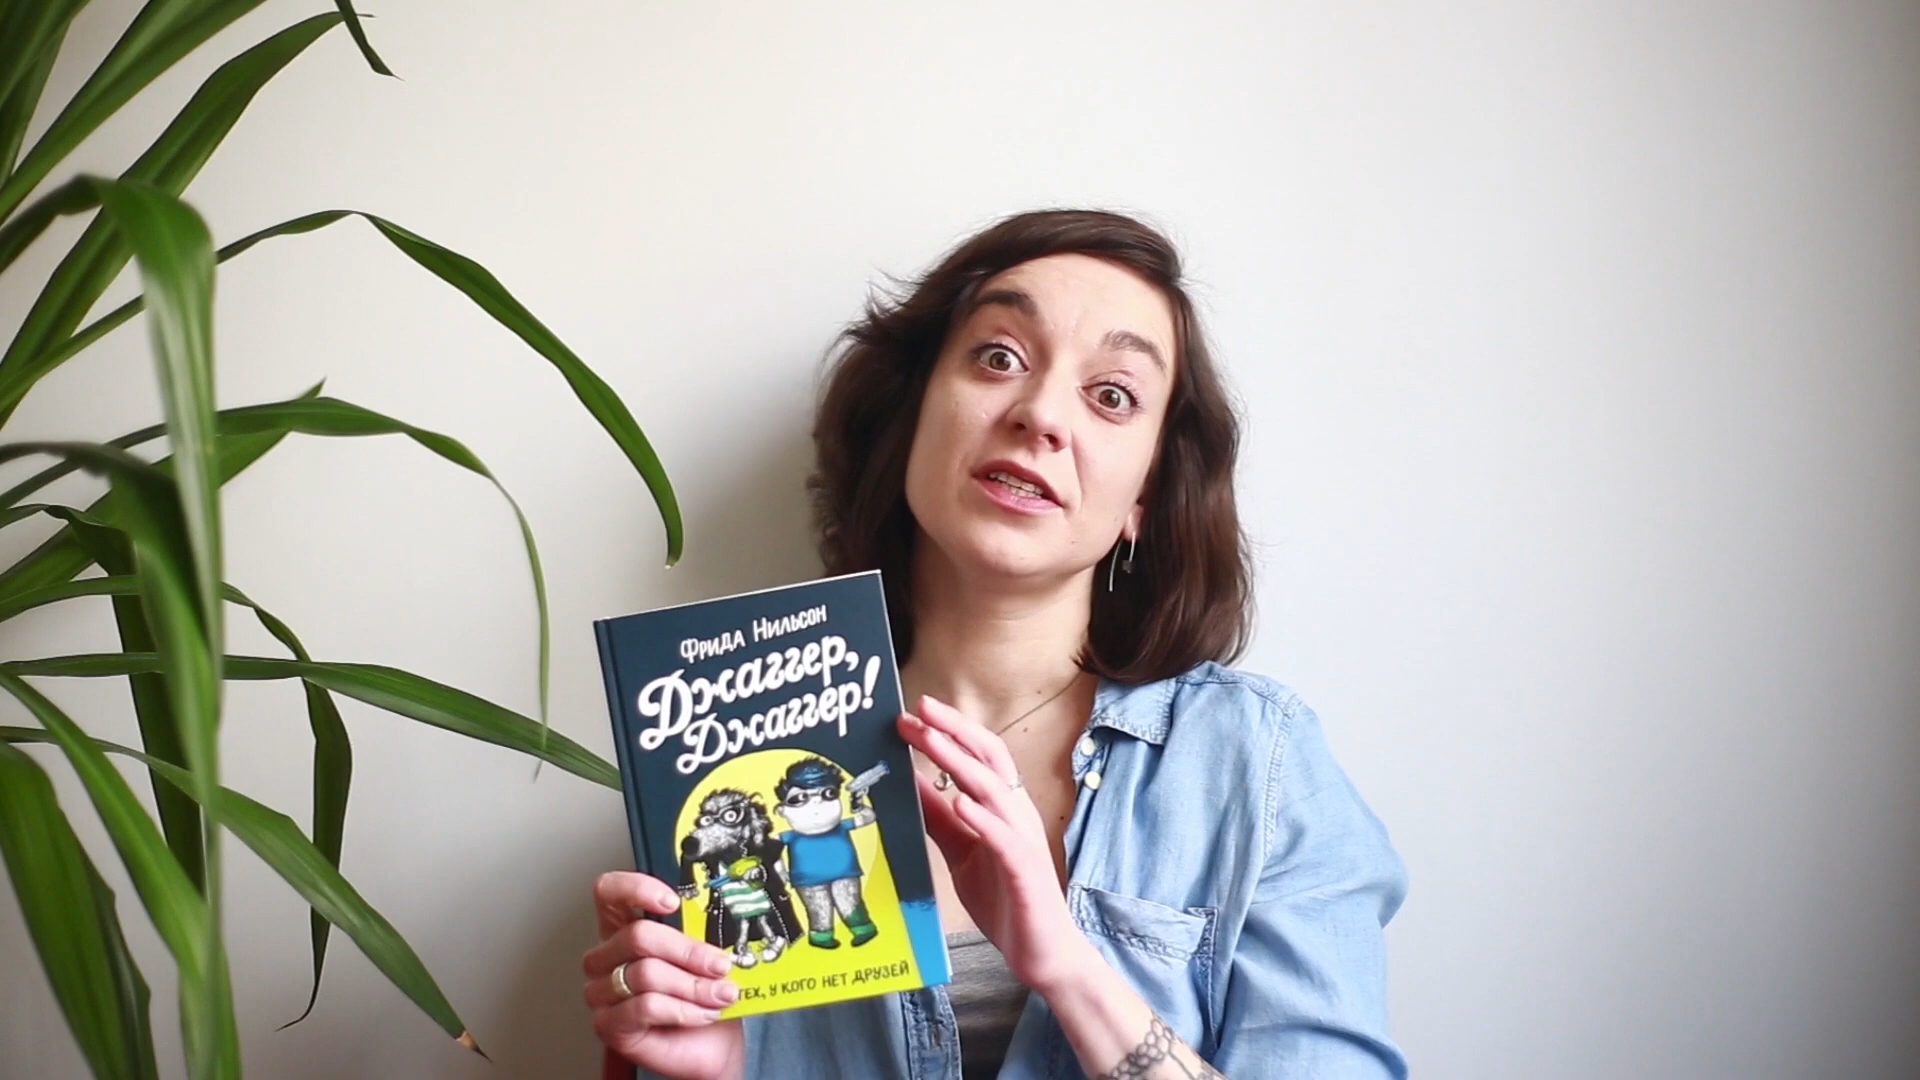 Фрида Нильсон
Джаггер,
Джаггер!
тех, у кого нет друзей